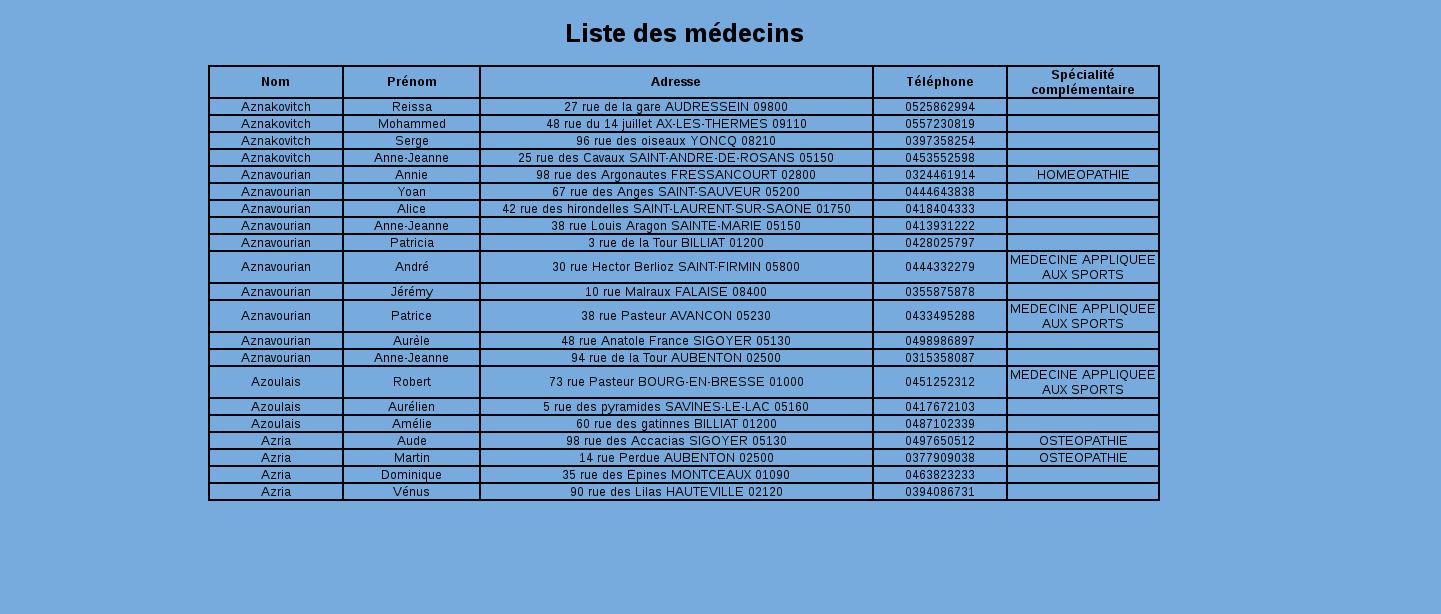 Liste des médecins
Nom Prénom Adresse Téléphone Spécialité complémentaire
Aznakovitch Reissa 27 rue de la gare AUDRESSEIN 09800 0525862994
Aznakovitch Mohammed 48 rue du 14 juillet AX-LES-THERMES 09110 0557230819
Aznakovitch Serge 96 rue des oiseaux YONCQ 08210 0397358254
Aznakovitch Anne-Jeanne 25 rue des Cavaux SAINT-ANDRE-DE-ROSANS 05150 0453552598
Aznavourian Annie 98 rue des Argonautes FRESSANCOURT 02800 0324461914 HOMEOPATHIE
Aznavourian Yoan 67 rue des Anges SAINT-SAUVEUR 05200 0444643838
Aznavourian Alice 42 rue des hirondelles SAINT-LAURENT-SUR-SAONE 01750 0418404333
Aznavourian Anne-Jeanne 38 rue Louis Aragon SAINTE-MARIE 05150 0413931222
Aznavourian Patricia 3 rue de la Tour BILLIAT 01200 0428025797
Aznavourian André 30 rue Hector Berlioz SAINT-FIRMIN 05800 0444332279 MEDECINE APPLIQUEE AUX SPORTS
Aznavourian Jérémy 10 rue Malraux FALAISE 08400 0355875878
Aznavourian Patrice 38 rue Pasteur AVANCON 05230 0433495288 MEDECINE APPLIQUEE AUX SPORTS
Aznavourian Aurèle 48 rue Anatole France SIGOYER 05130 0498986897
Aznavourian Anne-Jeanne 94 rue de la Tour AUBENTON 02500 0315358087
Azoulais Robert 73 rue Pasteur BOURG-EN-BRESSE 01000 0451252312 MEDECINE APPLIQUEE AUX SPORTS
Azoulais Aurélien 5 rue des pyramides SAVINES-LE-LAC 05160 0417672103
Azoulais Amélie 60 rue des gatinnes BILLIAT 01200 0487102339
Azria Aude 98 rue des Accacias SIGOYER 05130 0497650512 OSTEOPATHIE
Azria Martin 14 rue Perdue AUBENTON 02500 0377909038 OSTEOPATHIE
Azria Dominique 35 rue des Epines MONTCEAUX 01090 0463823233
Azria Vénus 90 rue des Lilas HAUTEVILLE 02120 0394086731